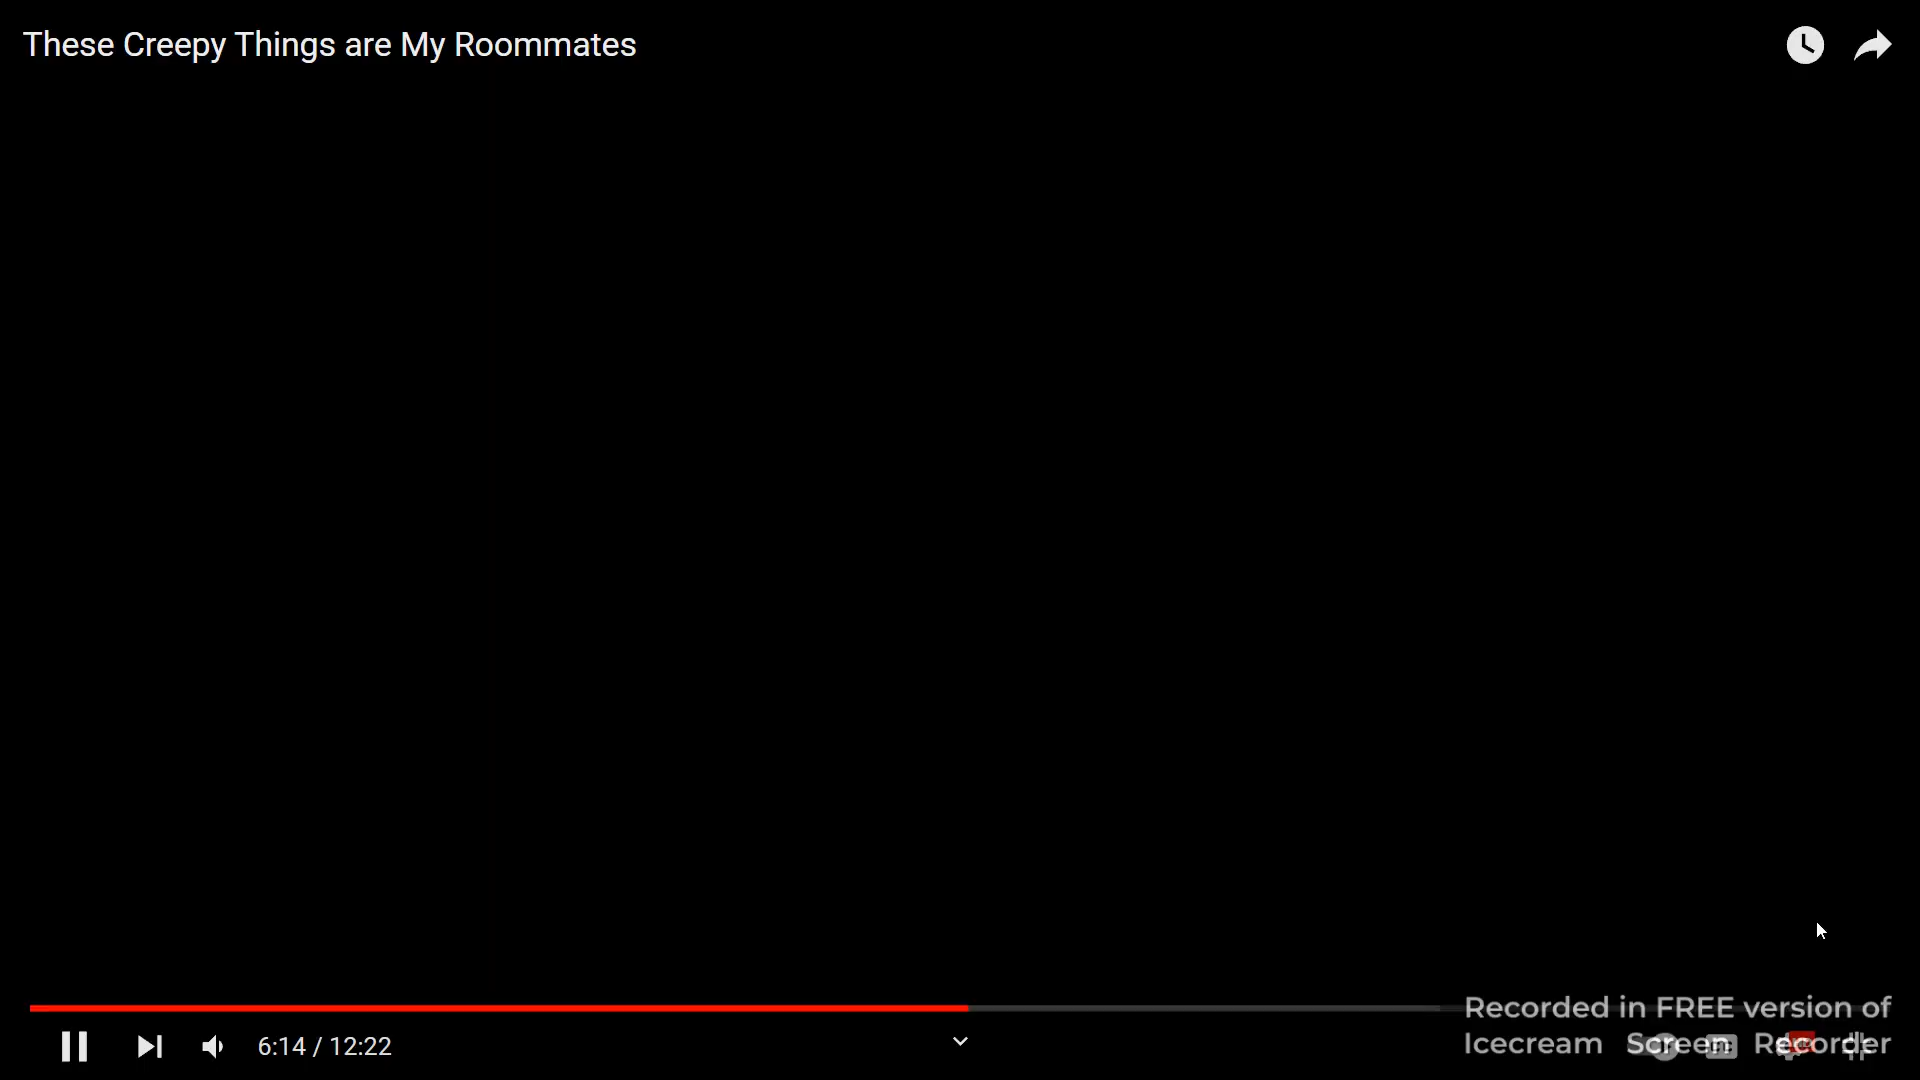 These Creepy Things are My Roommates
Recorded in FREE version of
6:14 / 12:22
Icecream Screen Recorder